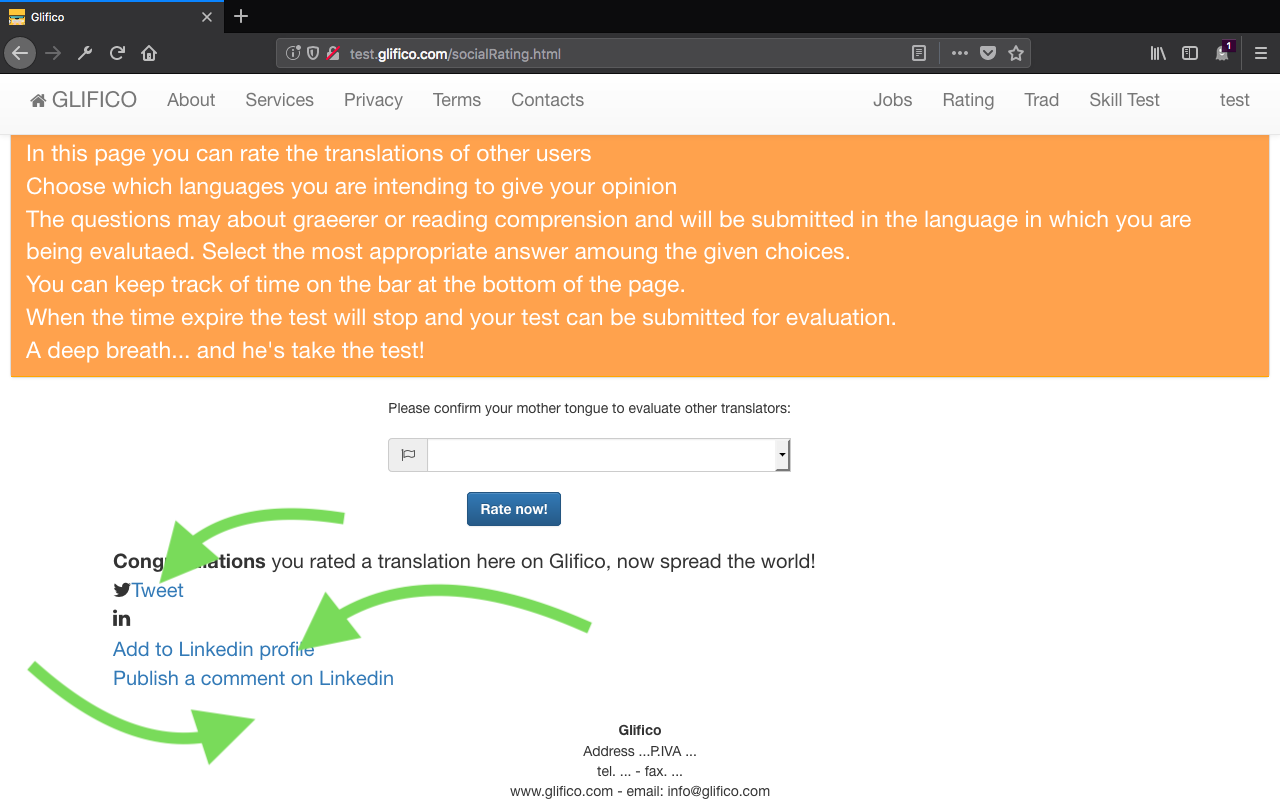 Glifico
1
test.glifico.com/socialRating.html
GLIFICO About Services Privacy Terms Contacts Jobs Rating Trad Skill Test test
In this page you can rate the translations of other users
Choose which languages you are intending to give your opinion
The questions may about graeerer or reading comprension and will be submitted in the language in which you are
being evalutaed. Select the most appropriate answer amoung the given choices.
You can keep track of time on the bar at the bottom of the page.
When the time expire the test will stop and your test can be submitted for evaluation.
A deep breath... and he's take the test!
Please confirm your mother tongue to evaluate other translators:
Rate now!
Congratulations you rated a translation here on Glifico, now spread the world!
Tweet
in
Add to Linkedin profile
Publish a comment on Linkedin
Glifico
Address ...P.IVA ...
tel. ... - fax. ...
www.glifico.com - email: info@glifico.com